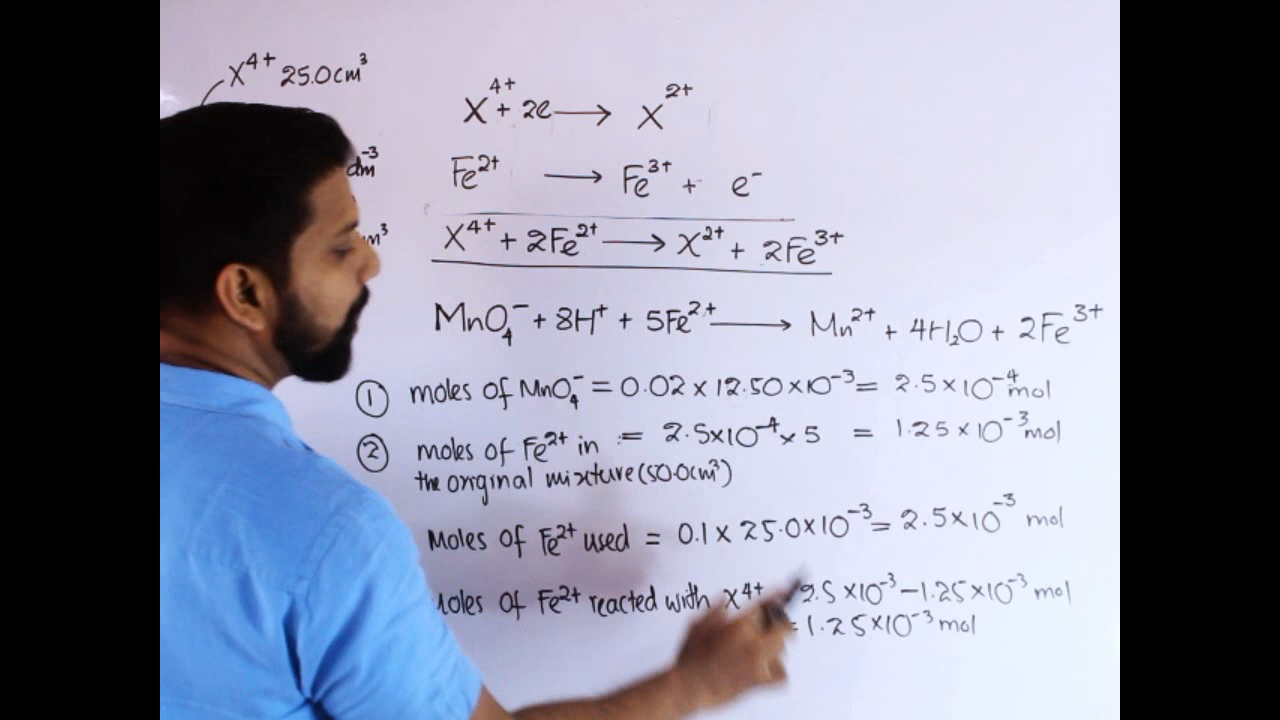 X⁴⁺ 25.0cm³
dm⁻³
m³
X⁴⁺ + 2e ⟶ X²⁺
Fe²⁺ ⟶ Fe³⁺ + e⁻
X⁴⁺ + 2Fe²⁺ ⟶ X²⁺ + 2Fe³⁺
MnO₄⁻ + 8H⁺ + 5Fe²⁺ ⟶ Mn²⁺ + 4H₂O + 2Fe³⁺
① moles of MnO₄⁻ = 0.02 × 12.50 × 10⁻³ = 2.5 × 10⁻⁴ mol
② moles of Fe²⁺ in = 2.5×10⁻⁴ × 5 = 1.25 × 10⁻³ mol
the original mixture (50.0cm³)
Moles of Fe²⁺ used = 0.1 × 25.0×10⁻³ = 2.5×10⁻³ mol
Moles of Fe²⁺ reacted with X⁴⁺ 2.5 ×10⁻³ – 1.25 × 10⁻³ mol
= 1.25×10⁻³ mol